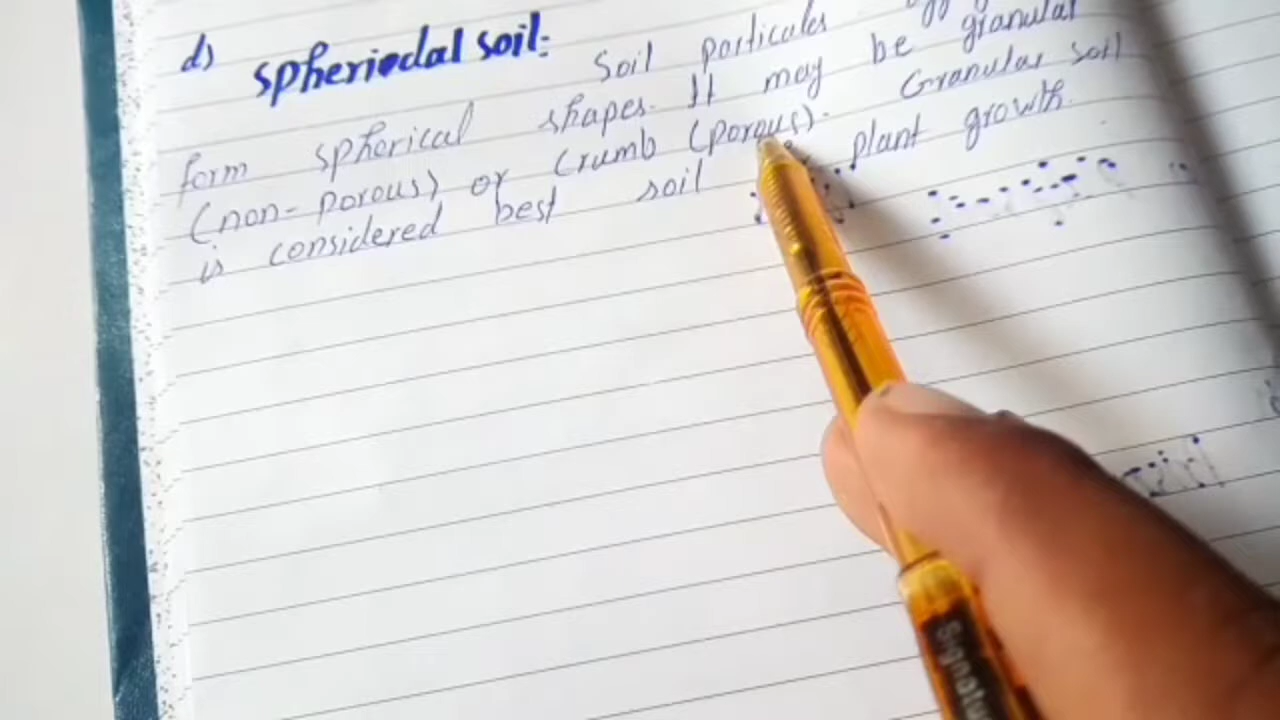 d) spheriodal soil:
Soil particules
form spherical shapes. It may be granular
(non-porous) or crumb (porous). Granular soil
is considered best soil plant growth.
Signatu